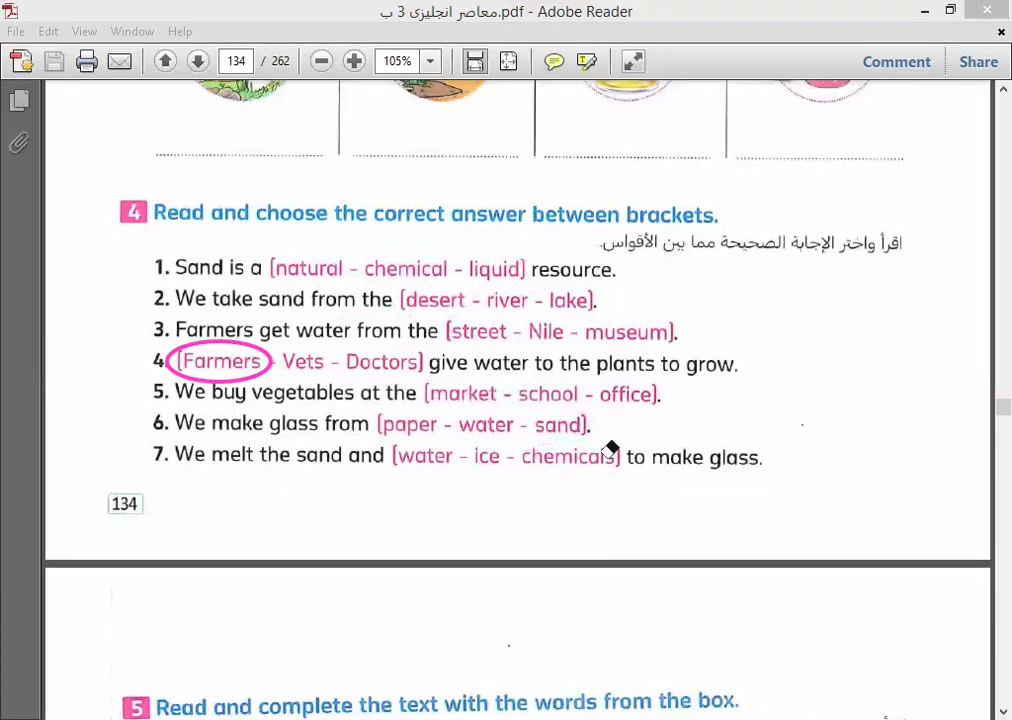 معاصر انجليزى 3 ب.pdf - Adobe Reader
File Edit View Window Help
134 / 262 105% Comment Share
4 Read and choose the correct answer between brackets.
اقرأ واختر الإجابة الصحيحة مما بين الأقواس.
1. Sand is a (natural - chemical - liquid) resource.
2. We take sand from the (desert - river - lake).
3. Farmers get water from the (street - Nile - museum).
4. (Farmers - Vets - Doctors) give water to the plants to grow.
5. We buy vegetables at the (market - school - office).
6. We make glass from (paper - water - sand).
7. We melt the sand and (water - ice - chemicals) to make glass.
134
5 Read and complete the text with the words from the box.